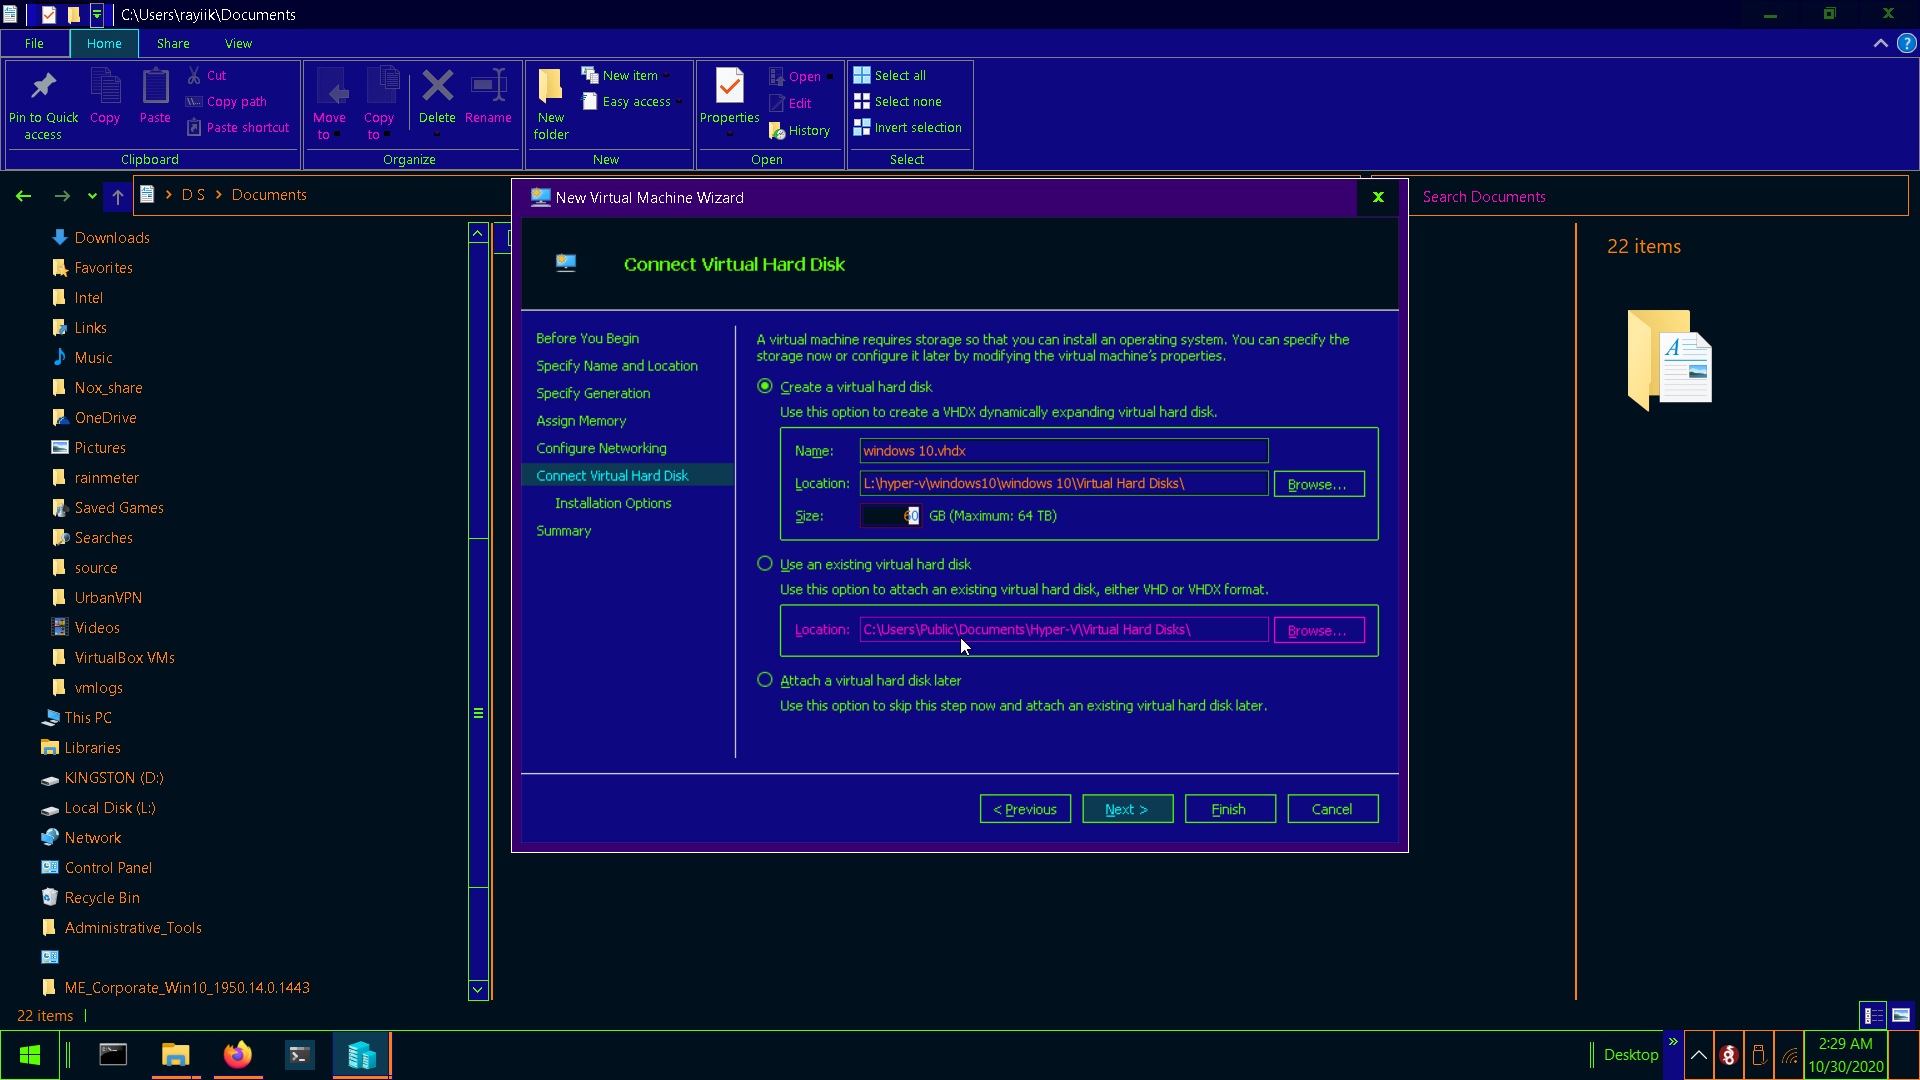 C:\Users\rayiik\Documents
File
Home
Share
View
Pin to Quick access
Copy
Paste
Cut
Copy path
Paste shortcut
Clipboard
Move to
Copy to
Delete
Rename
Organize
New folder
New item
Easy access
New
Properties
Open
Edit
History
Open
Select all
Select none
Invert selection
Select
D S
Documents
Search Documents
Downloads
Favorites
Intel
Links
Music
Nox_share
OneDrive
Pictures
rainmeter
Saved Games
Searches
source
UrbanVPN
Videos
VirtualBox VMs
vmlogs
This PC
Libraries
KINGSTON (D:)
Local Disk (L:)
Network
Control Panel
Recycle Bin
Administrative_Tools
ME_Corporate_Win10_1950.14.0.1443
22 items
22 items
New Virtual Machine Wizard
Connect Virtual Hard Disk
Before You Begin
Specify Name and Location
Specify Generation
Assign Memory
Configure Networking
Connect Virtual Hard Disk
Installation Options
Summary
A virtual machine requires storage so that you can install an operating system. You can specify the
storage now or configure it later by modifying the virtual machine's properties.
Create a virtual hard disk
Use this option to create a VHDX dynamically expanding virtual hard disk.
Name: windows 10.vhdx
Location: L:\hyper-v\windows10\windows 10\Virtual Hard Disks\ Browse...
Size: 60 GB (Maximum: 64 TB)
Use an existing virtual hard disk
Use this option to attach an existing virtual hard disk, either VHD or VHDX format.
Location: C:\Users\Public\Documents\Hyper-V\Virtual Hard Disks\ Browse...
Attach a virtual hard disk later
Use this option to skip this step now and attach an existing virtual hard disk later.
< Previous
Next >
Finish
Cancel
Desktop
2:29 AM
10/30/2020